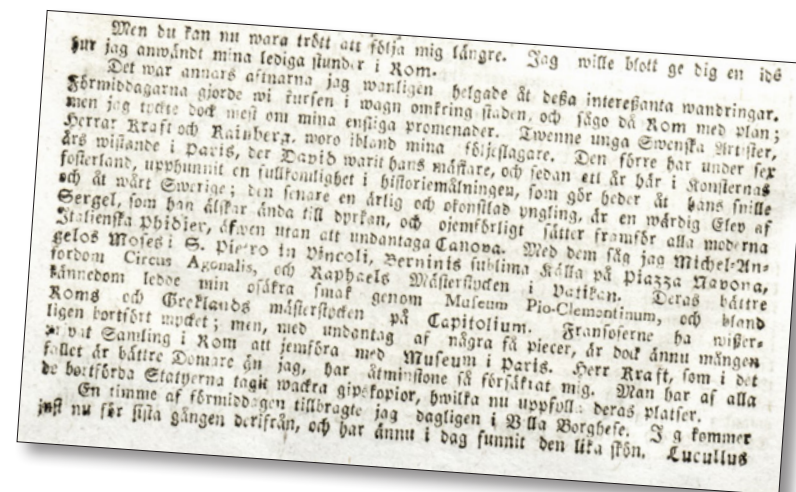 Men du kan nu wara trött att följa mig längre. Jag wille blott ge dig en ide
hur jag anwändt mina lediga stunder i Rom.
Det war annars aftnarna jag wanligen helgade åt deßa intereßanta wandringar.
Förmiddagarna gjorde wi kursen i wagn omkring staden, och sågo då Rom med plan;
men jag tyckte dock mest om mina ensliga promenader. Twenne unga Swenska Artister,
Herrar Kraft och Rainberg, woro ibland mina följeslagare. Den förre har under sex
års wistande i Paris, der David warit hans mästare, och sedan ett år här i Konsternas
fosterland, upphunnit en fullkomlighet i historiemålningen, som gör heder åt hans snille
och åt wårt Swerige; den senare en ärlig och okonstlad yngling, är en wärdig Elev af
Sergel, som han älskar ända till dyrkan, och ojemförligt sätter framför alla moderna
Italienska Phidier, äfwen utan att undantaga Canova. Med dem såg jag Michel-An-
gelos Moses i S. Pietro in Vincoli, Berninis sublima Källa på Piazza Navona,
fordom Circus Agonalis, och Raphaels Mästerstycken i Vatikan. Deras bättre
kännedom ledde min osäkra smak genom Museum Pio-Clementinum, och bland
Roms och Greklands mästerstycken på Capitolium. Fransoserne ha wißer-
ligen bortfört mycket; men, med undantag af några få piecer, är dock ännu mången
privat Samling i Rom att jemföra med Museum i Paris. Herr Kraft, som i det
fallet är bättre Domare än jag, har åtminstone så försäkrat mig. Man har af alla
de bortförda Statyerna tagit wackra gipskopior, hwilka nu uppfylla deras platser.
En timme af förmiddagen tillbragte jag dagligen i Villa Borghese. Jag kommer
just nu för sista gången derifrån, och har ännu i dag funnit den lika skön. Lucullus